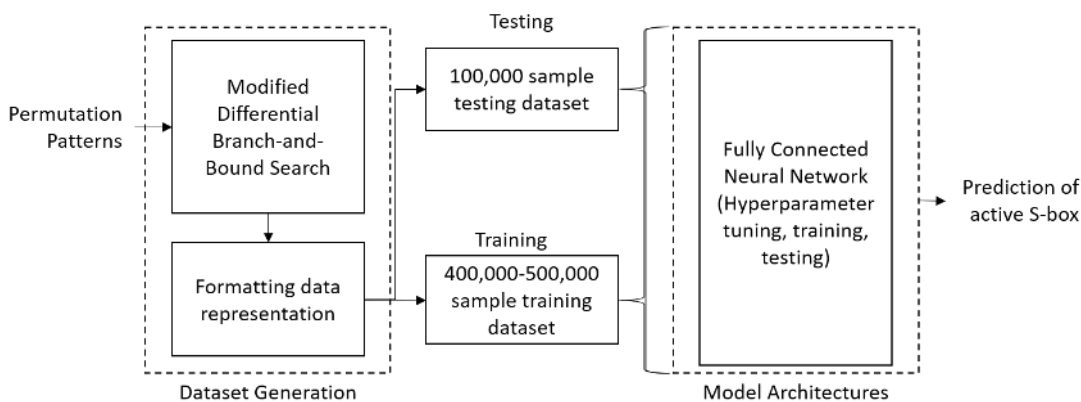 Permutation
Patterns
Modified
Differential
Branch-and-
Bound Search
Formatting data
representation
Dataset Generation
Testing
100,000 sample
testing dataset
Training
400,000-500,000
sample training
dataset
Fully Connected
Neural Network
(Hyperparameter
tuning, training,
testing)
Model Architectures
Prediction of
active S-box